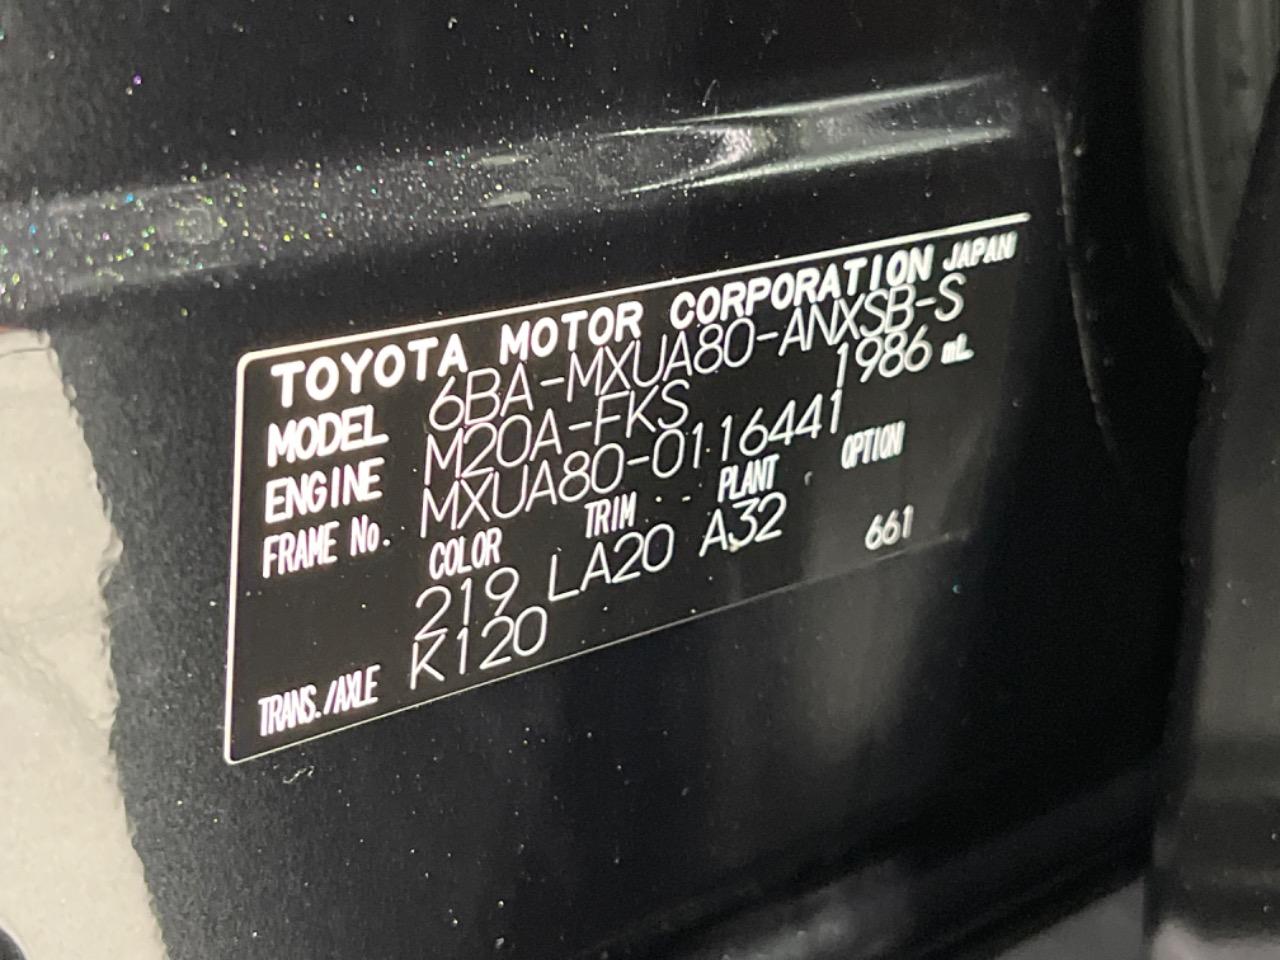 TOYOTA MOTOR CORPORATION JAPAN
MODEL 6BA-MXUA80-ANXSB-S
ENGINE M20A-FKS 1986 mL
FRAME No. MXUA80-0116441
COLOR TRIM PLANT OPTION
219 LA20 A32 661
TRANS./AXLE K120